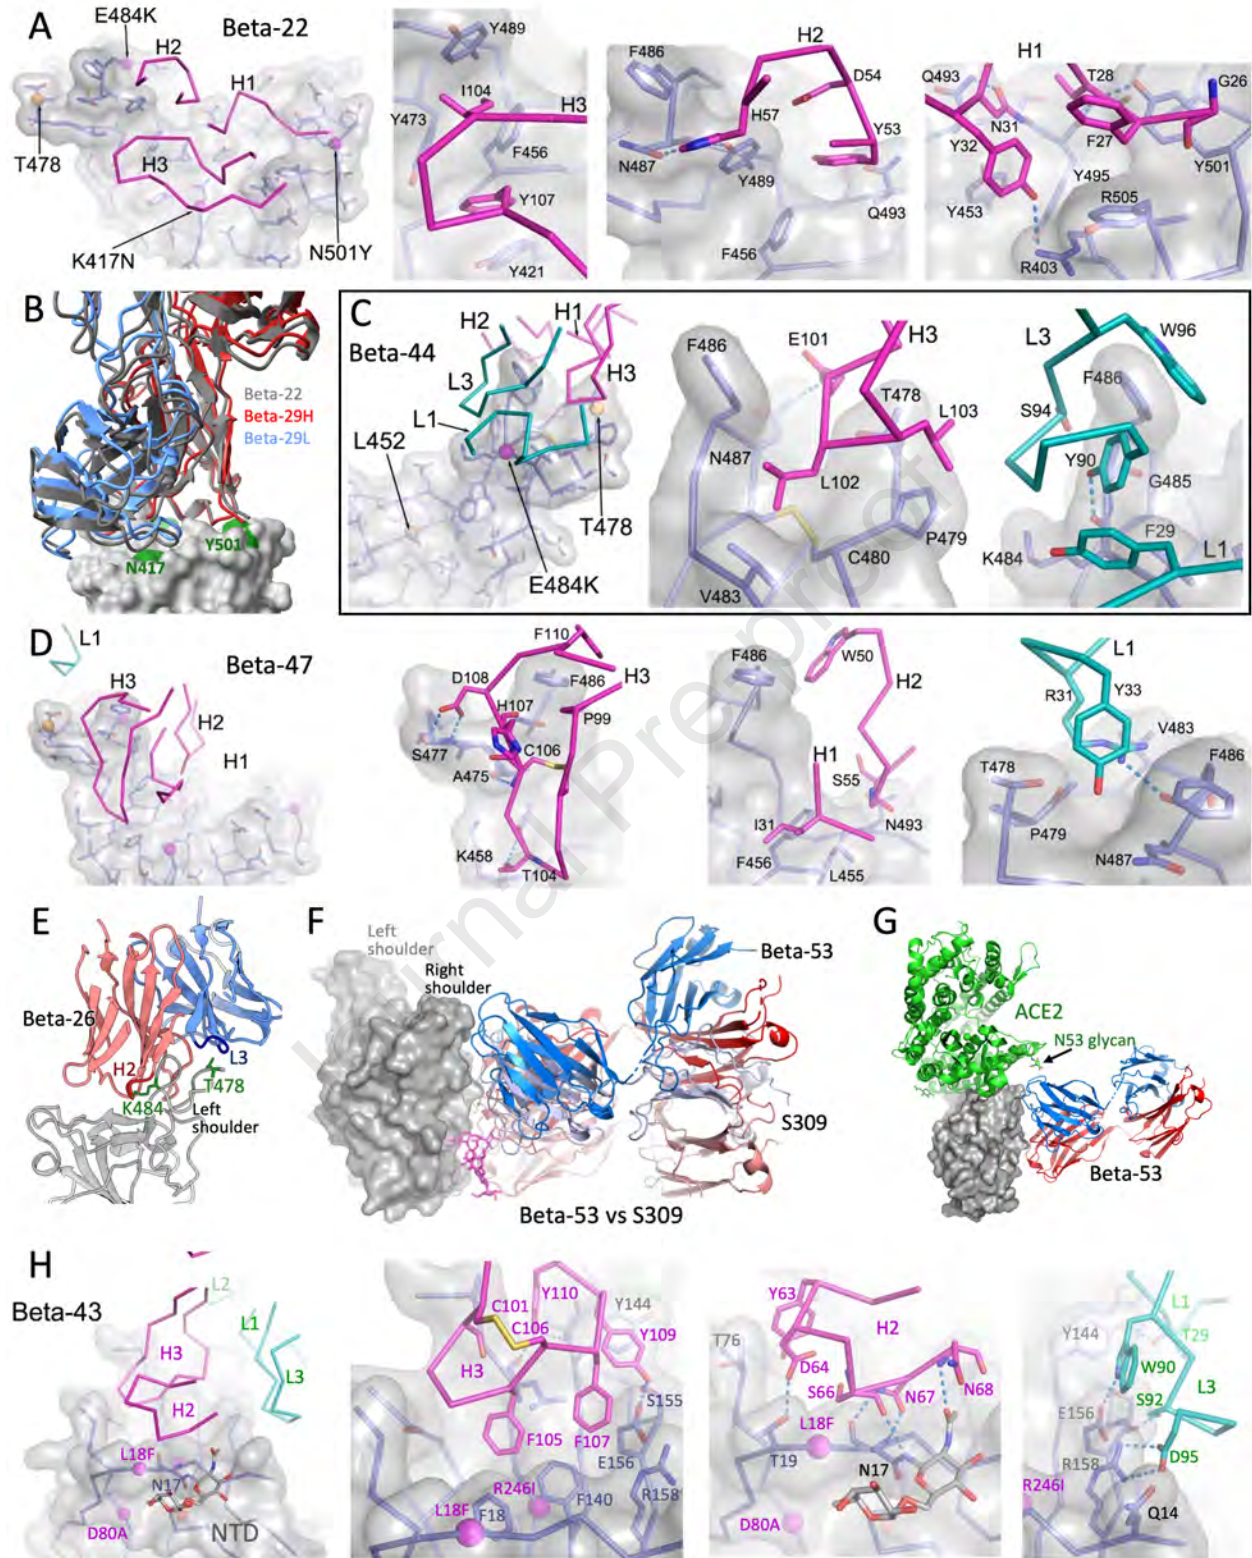 A
E484K
Beta-22
H2
H1
T478
H3
K417N
N501Y
Y489
I104
H3
Y473
F456
Y107
Y421
H2
F486
D54
H57
Y53
N487
Y489
Q493
F456
H1
Q493
T28
G26
N31
Y32
F27
Y495
Y501
Y453
R505
R403
B
Beta-22
Beta-29H
Beta-29L
Y501
N417
C
Beta-44
H2
H1
L3
H3
L1
L452
T478
E484K
F486
E101
H3
T478
L103
N487
L102
P479
C480
V483
L3
W96
F486
S94
Y90
G485
F29
K484
L1
D
L1
Beta-47
H3
H2
H1
F110
D108
F486
H3
H107
P99
S477
C106
A475
K458
T104
F486
W50
H2
H1
S55
I31
N493
F456
L455
L1
R31
Y33
V483
T478
F486
P479
N487
Journal Pre-proof
E
Beta-26
L3
H2
T478
K484
Left
shoulder
F
Left
shoulder
Right
shoulder
Beta-53
S309
Beta-53 vs S309
G
ACE2
N53 glycan
Beta-53
H
Beta-43
L2
L1
H3
L3
H2
L18F
N17
D80A
NTD
Y110
C101
Y144
C106
Y109
H3
S155
F105
F107
E156
R246I
R158
L18F
F18
F140
Y63
H2
T76
D64
S66
N67
N68
L18F
T19
N17
D80A
L1
Y144
T29
W90
L3
S92
E156
R158
D95
R246I
Q14